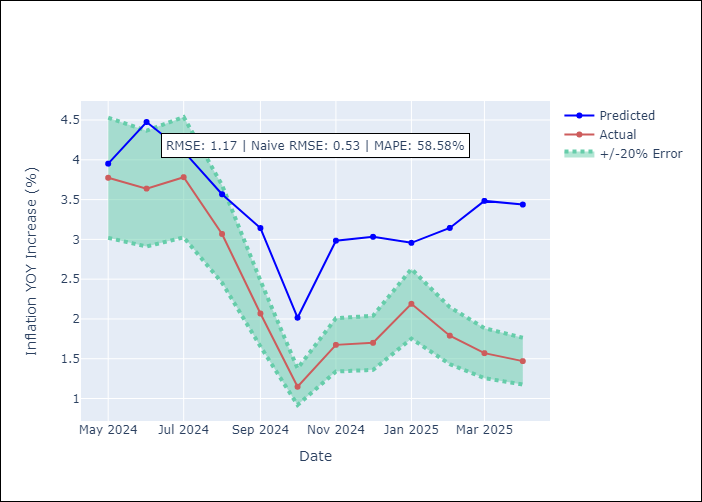 RMSE: 1.17 | Naive RMSE: 0.53 | MAPE: 58.58%
Predicted
Actual
+/-20% Error
Inflation YOY Increase (%)
4.5
4
3.5
3
2.5
2
1.5
1
May 2024
Jul 2024
Sep 2024
Nov 2024
Jan 2025
Mar 2025
Date